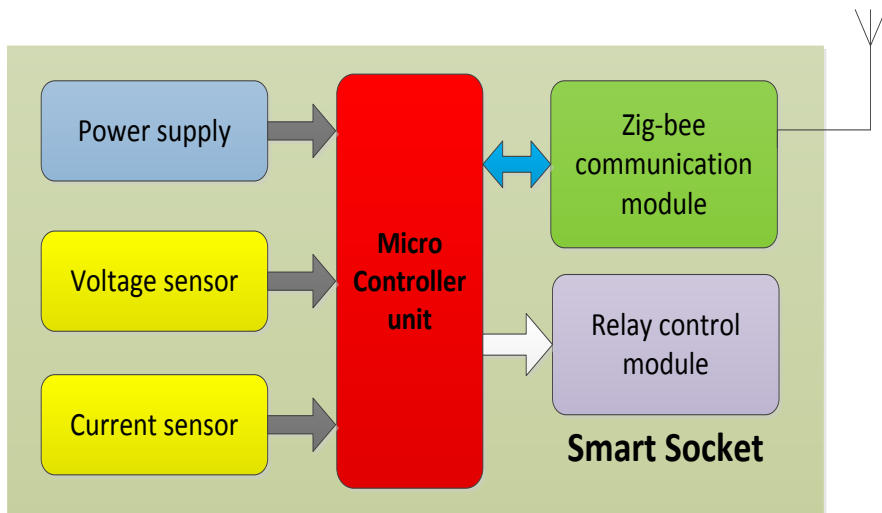 Power supply
Voltage sensor
Current sensor
Micro
Controller
unit
Zig-bee
communication
module
Relay control
module
Smart Socket